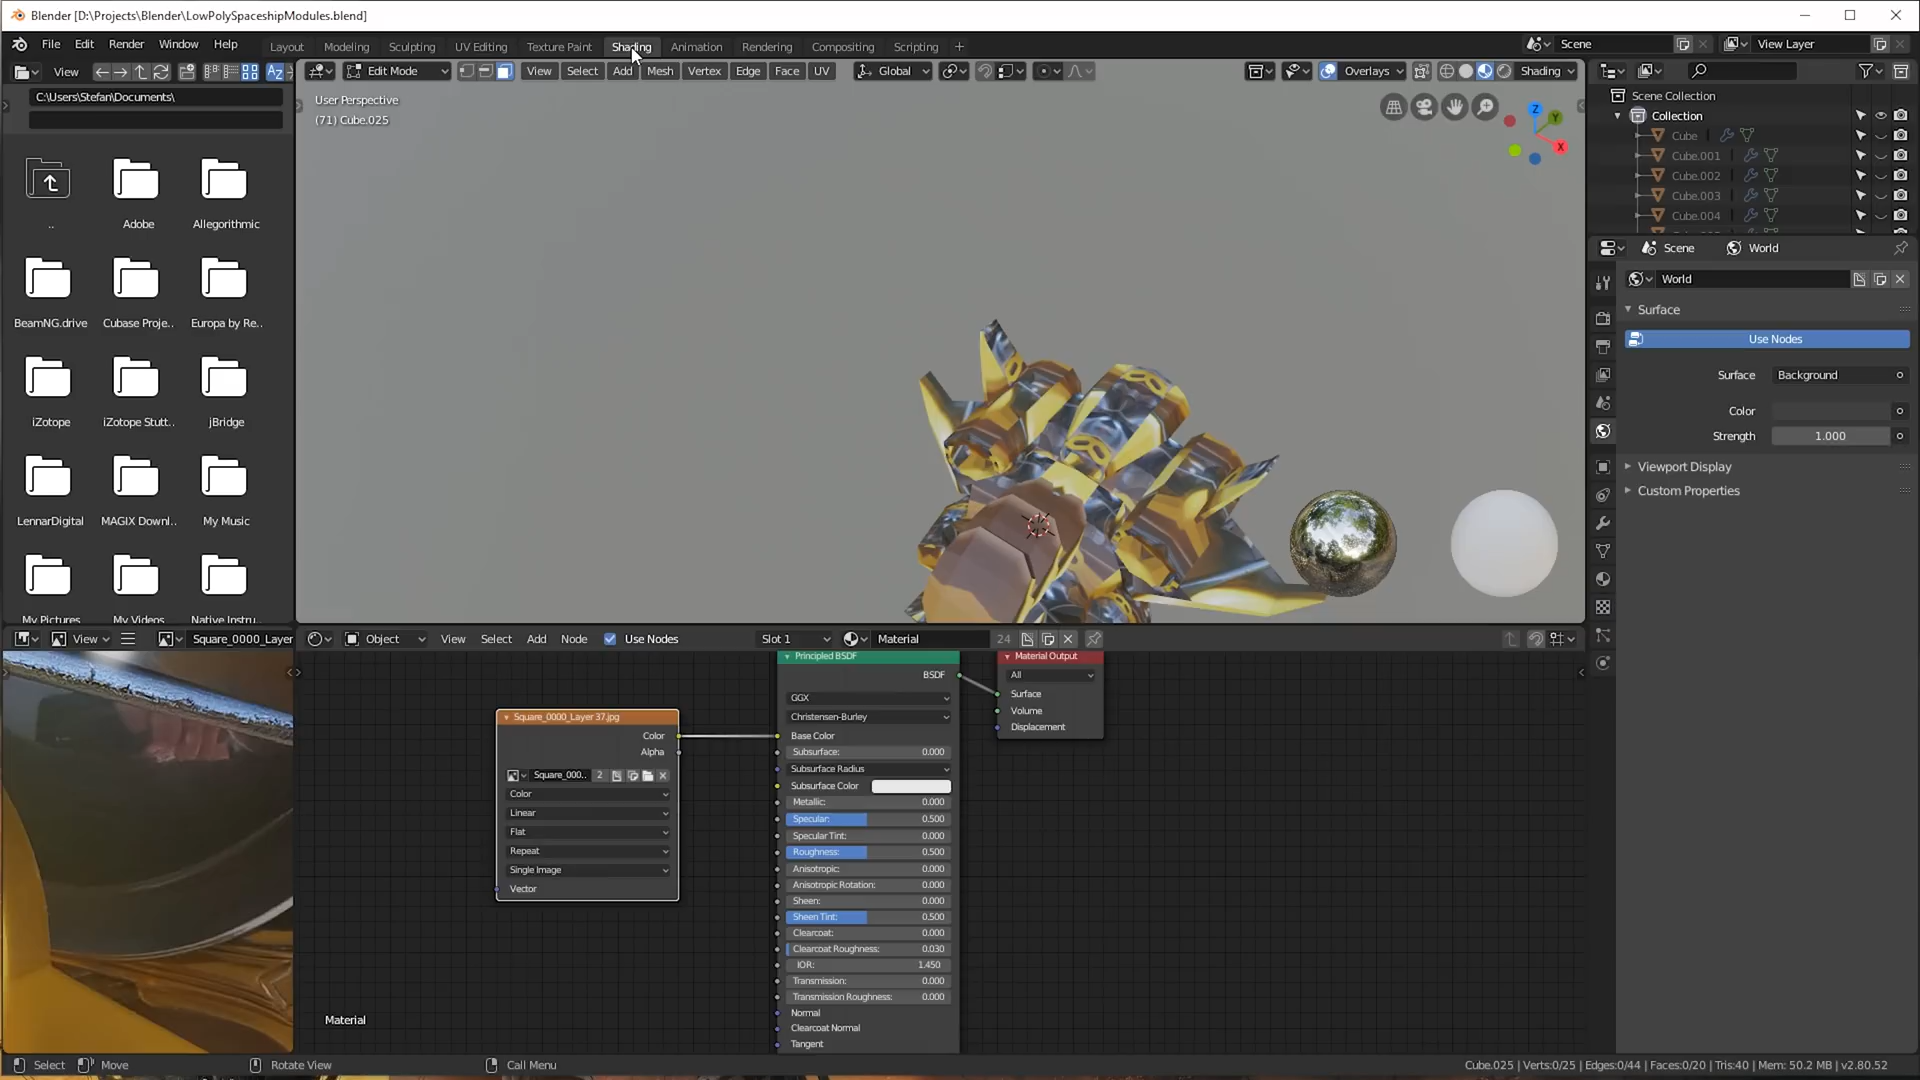 Blender [D:\Projects\Blender\LowPolySpaceshipModules.blend]
File Edit Render Window Help Layout Modeling Sculpting UV Editing Texture Paint Shading Animation Rendering Compositing Scripting + Scene View Layer
View Edit Mode View Select Add Mesh Vertex Edge Face UV Global Overlays Shading
C:\Users\Stefan\Documents\
User Perspective
(71) Cube.025
Scene Collection
Collection
Cube
Cube.001
Cube.002
Cube.003
Cube.004
.. Adobe Allegorithmic
BeamNG.drive Cubase Proje.. Europa by Re..
iZotope iZotope Stutt.. jBridge
LennarDigital MAGIX Downl.. My Music
My Pictures My Videos Native Instru..
Z
Y
X
Scene World
World
Surface
Use Nodes
Surface Background
Color
Strength 1.000
Viewport Display
Custom Properties
View Square_0000_Layer Object View Select Add Node Use Nodes Slot 1 Material 24
Square_0000_Layer 37.jpg
Color
Alpha
Square_000.. 2
Color
Linear
Flat
Repeat
Single Image
Vector
Principled BSDF
BSDF
GGX
Christensen-Burley
Base Color
Subsurface: 0.000
Subsurface Radius
Subsurface Color
Metallic: 0.000
Specular: 0.500
Specular Tint: 0.000
Roughness: 0.500
Anisotropic: 0.000
Anisotropic Rotation: 0.000
Sheen: 0.000
Sheen Tint: 0.500
Clearcoat: 0.000
Clearcoat Roughness: 0.030
IOR: 1.450
Transmission: 0.000
Transmission Roughness: 0.000
Normal
Clearcoat Normal
Tangent
Material Output
All
Surface
Volume
Displacement
Material
Select Move Rotate View Call Menu Cube.025 | Verts:0/25 | Edges:0/44 | Faces:0/20 | Tris:40 | Mem: 50.2 MB | v2.80.52